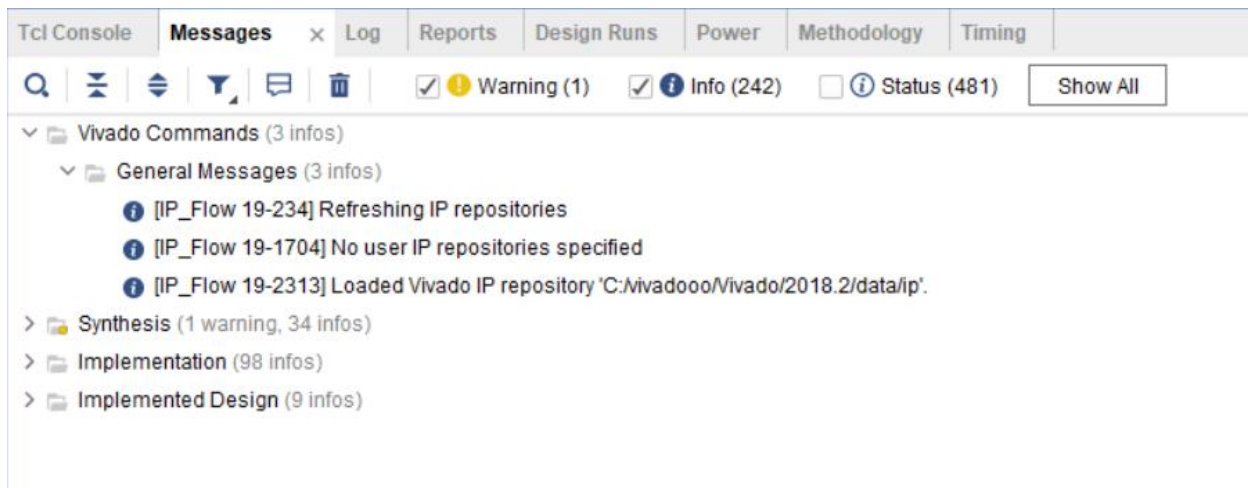 Tcl Console Messages × Log Reports Design Runs Power Methodology Timing
Warning (1) Info (242) Status (481) Show All
Vivado Commands (3 infos)
General Messages (3 infos)
[IP_Flow 19-234] Refreshing IP repositories
[IP_Flow 19-1704] No user IP repositories specified
[IP_Flow 19-2313] Loaded Vivado IP repository 'C:/vivadooo/Vivado/2018.2/data/ip'.
Synthesis (1 warning, 34 infos)
Implementation (98 infos)
Implemented Design (9 infos)